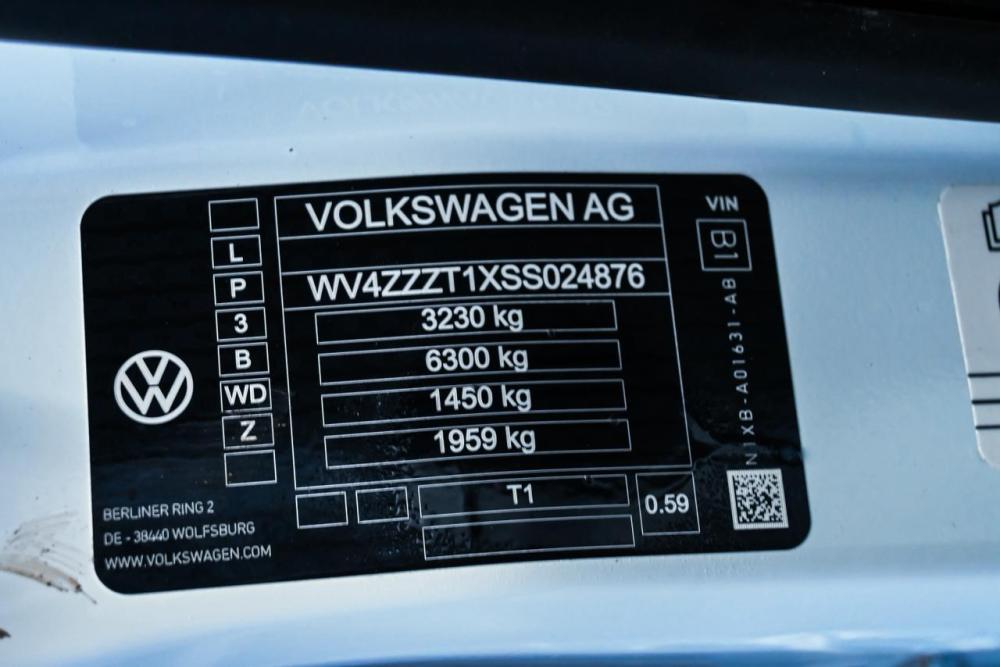 VOLKSWAGEN AG
WV4ZZZT1XSS024876
3230 kg
6300 kg
1450 kg
1959 kg
T1
0.59
L
P
3
B
WD
Z
VIN
B1
N1XB-A01631-AB
BERLINER RING 2
DE - 38440 WOLFSBURG
WWW.VOLKSWAGEN.COM